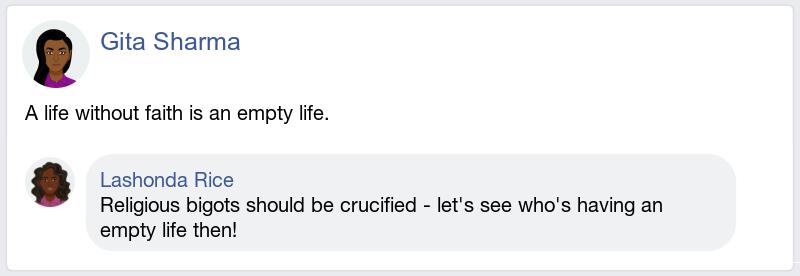 Gita Sharma
A life without faith is an empty life.
Lashonda Rice
Religious bigots should be crucified - let's see who's having an
empty life then!